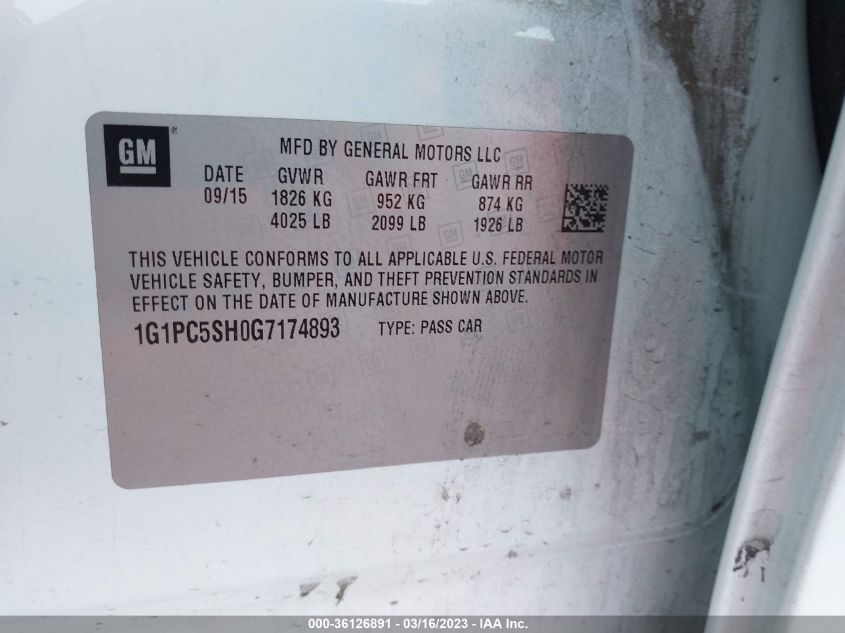 GM
MFD BY GENERAL MOTORS LLC
DATE GVWR GAWR FRT GAWR RR
09/15 1826 KG 952 KG 874 KG
4025 LB 2099 LB 1926 LB
THIS VEHICLE CONFORMS TO ALL APPLICABLE U.S. FEDERAL MOTOR
VEHICLE SAFETY, BUMPER, AND THEFT PREVENTION STANDARDS IN
EFFECT ON THE DATE OF MANUFACTURE SHOWN ABOVE.
1G1PC5SH0G7174893 TYPE: PASS CAR
000-36126891 - 03/16/2023 - IAA Inc.